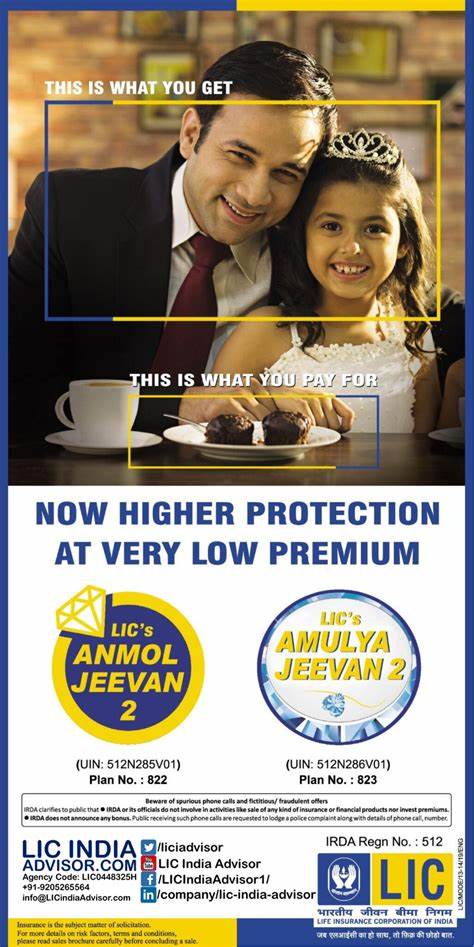 THIS IS WHAT YOU GET
THIS IS WHAT YOU PAY FOR
NOW HIGHER PROTECTION
AT VERY LOW PREMIUM
LIC's
ANMOL
JEEVAN
2
(UIN: 512N285V01)
Plan No. : 822
LIC's
AMULYA
JEEVAN 2
(UIN: 512N286V01)
Plan No. : 823
Beware of spurious phone calls and fictitious/ fraudulent offers
IRDA clarifies to public that ● IRDA or its officials do not involve in activities like sale of any kind of insurance or financial products nor invest premiums.
● IRDA does not announce any bonus. Public receiving such phone calls are requested to lodge a police complaint along with details of phone call, number.
LIC INDIA
ADVISOR.COM
Agency Code: LIC0448325H
+91-9205265564
info@LICindiaAdvisor.com
/liciadvisor
LIC India Advisor
/LICIndiaAdvisor1/
/company/lic-india-advisor
IRDA Regn No. : 512
LIC
भारतीय जीवन बीमा निगम
LIFE INSURANCE CORPORATION OF INDIA
जब एलआईसी का हो साथ, तो फ़िक्र की छोड़ो बात.
LIC/MODE/13-14/19/ENG
Insurance is the subject matter of solicitation.
For more details on risk factors, terms and conditions,
please read sales brochure carefully before concluding a sale.